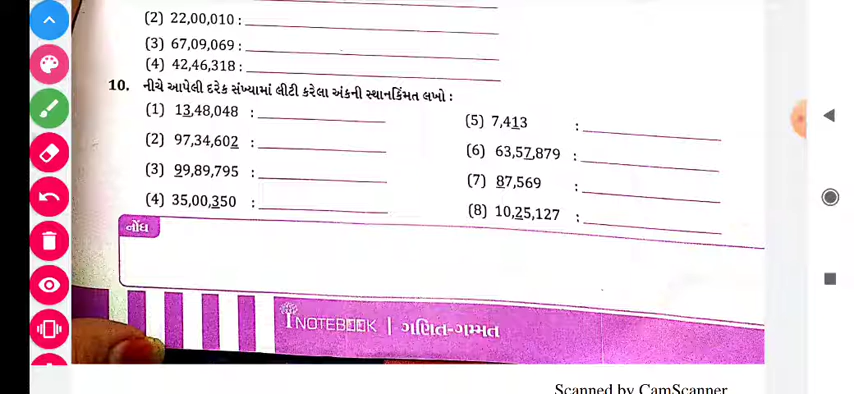 (2) 22,00,010 :
(3) 67,09,069 :
(4) 42,46,318 :
10. નીચે આપેલી દરેક સંખ્યામાં લીટી કરેલા અંકની સ્થાનકિંમત લખો :
(1) 13,48,048 :
(2) 97,34,602 :
(3) 99,89,795 :
(4) 35,00,350 :
(5) 7,413 :
(6) 63,57,879 :
(7) 87,569 :
(8) 10,25,127 :
નોંધ
iNOTEBOOK | ગણિત-ગમ્મત
Scanned by CamScanner